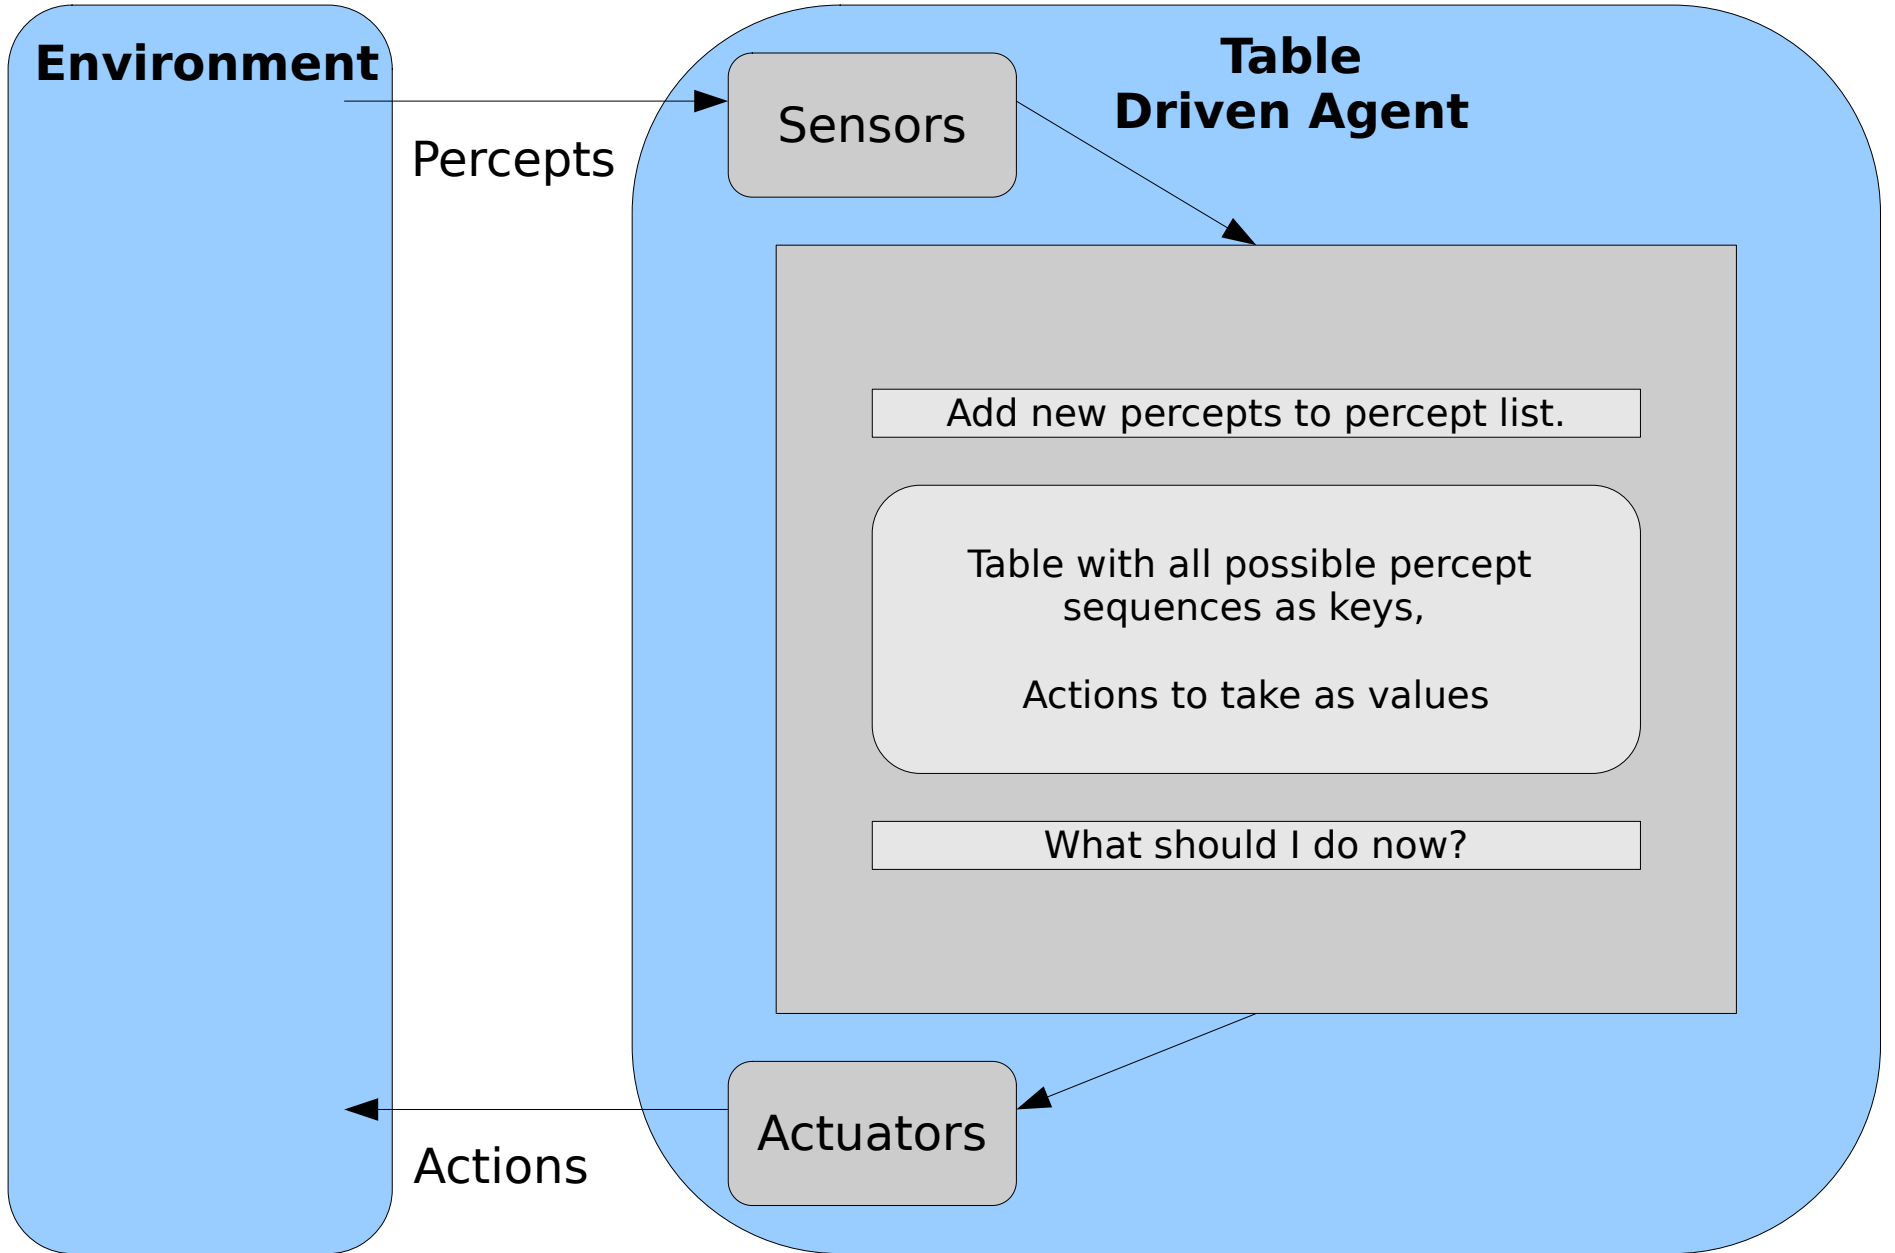 Environment
Table
Driven Agent
Sensors
Percepts
Add new percepts to percept list.
Table with all possible percept
sequences as keys,
Actions to take as values
What should I do now?
Actuators
Actions